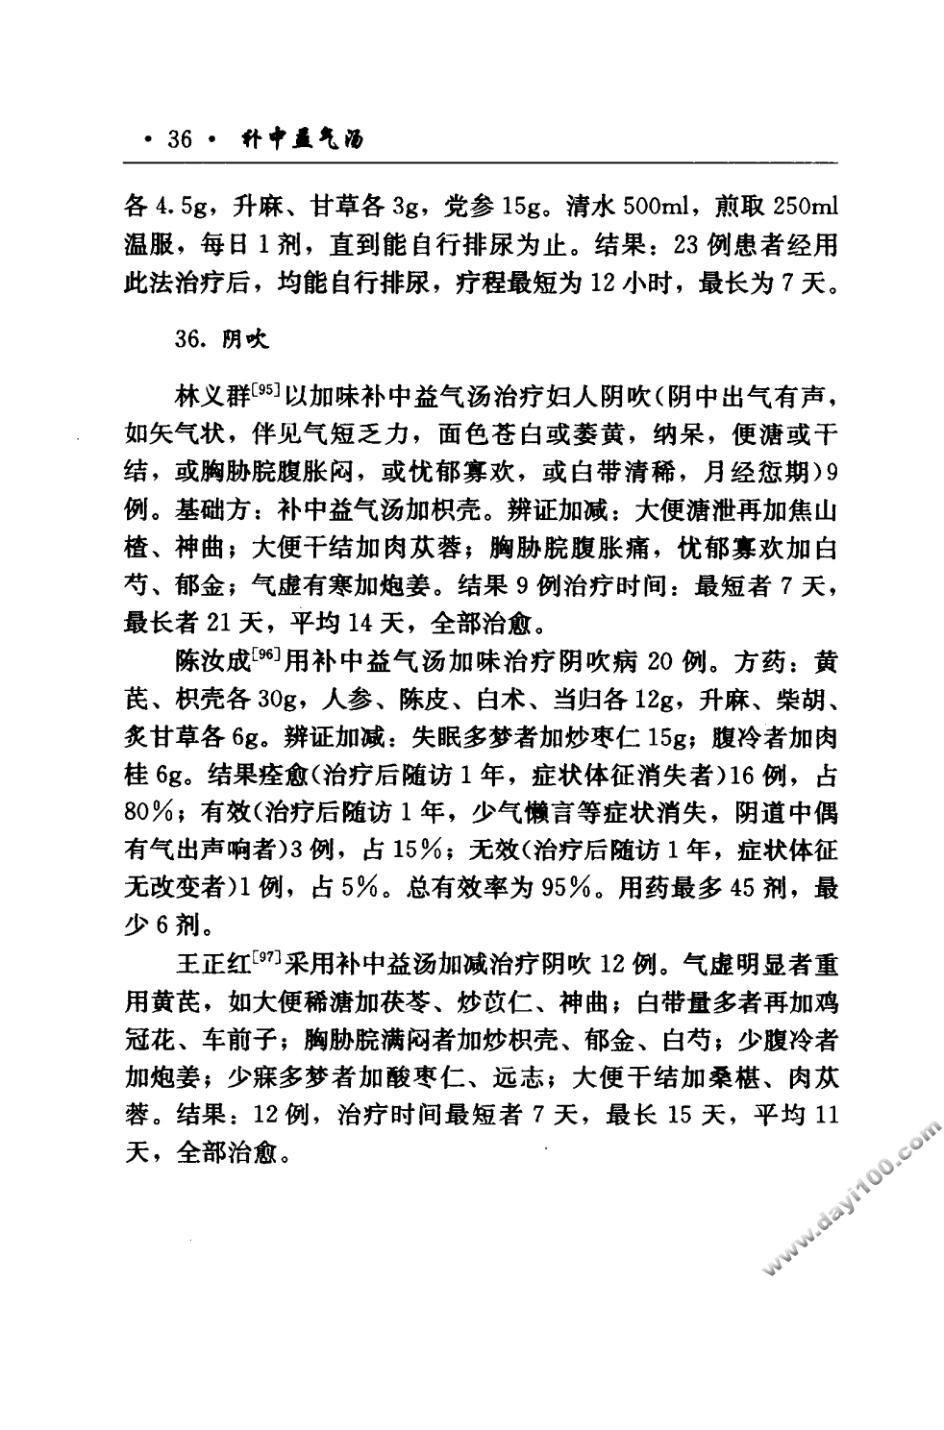 · 36 · 补中益气汤
各 4.5g，升麻、甘草各 3g，党参 15g。清水 500ml，煎取 250ml
温服，每日 1 剂，直到能自行排尿为止。结果：23 例患者经用
此法治疗后，均能自行排尿，疗程最短为 12 小时，最长为 7 天。
36. 阴吹
林义群[95]以加味补中益气汤治疗妇人阴吹(阴中出气有声，
如矢气状，伴见气短乏力，面色苍白或萎黄，纳呆，便溏或干
结，或胸胁脘腹胀闷，或忧郁寡欢，或白带清稀，月经愆期)9
例。基础方：补中益气汤加枳壳。辨证加减：大便溏泄再加焦山
楂、神曲；大便干结加肉苁蓉；胸胁脘腹胀痛，忧郁寡欢加白
芍、郁金；气虚有寒加炮姜。结果 9 例治疗时间：最短者 7 天，
最长者 21 天，平均 14 天，全部治愈。
陈汝成[96]用补中益气汤加味治疗阴吹病 20 例。方药：黄
芪、枳壳各 30g，人参、陈皮、白术、当归各 12g，升麻、柴胡、
炙甘草各 6g。辨证加减：失眠多梦者加炒枣仁 15g；腹冷者加肉
桂 6g。结果痊愈(治疗后随访 1 年，症状体征消失者)16 例，占
80%；有效(治疗后随访 1 年，少气懒言等症状消失，阴道中偶
有气出声响者)3 例，占 15%；无效(治疗后随访 1 年，症状体征
无改变者)1 例，占 5%。总有效率为 95%。用药最多 45 剂，最
少 6 剂。
王正红[97]采用补中益汤加减治疗阴吹 12 例。气虚明显者重
用黄芪，如大便稀溏加茯苓、炒苡仁、神曲；白带量多者再加鸡
冠花、车前子；胸胁脘满闷者加炒枳壳、郁金、白芍；少腹冷者
加炮姜；少寐多梦者加酸枣仁、远志；大便干结加桑椹、肉苁
蓉。结果：12 例，治疗时间最短者 7 天，最长 15 天，平均 11
天，全部治愈。
www.dayi100.com